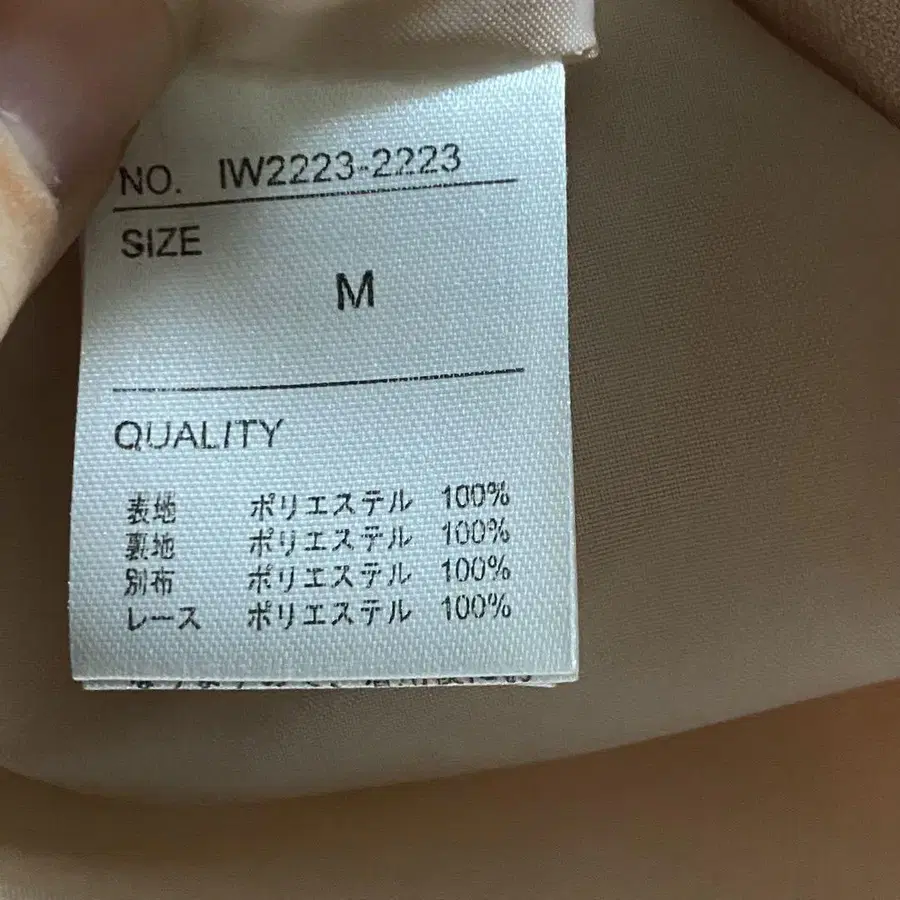 NO. IW2223-2223
SIZE
M
QUALITY
表地 ポリエステル 100%
裏地 ポリエステル 100%
別布 ポリエステル 100%
レース ポリエステル 100%